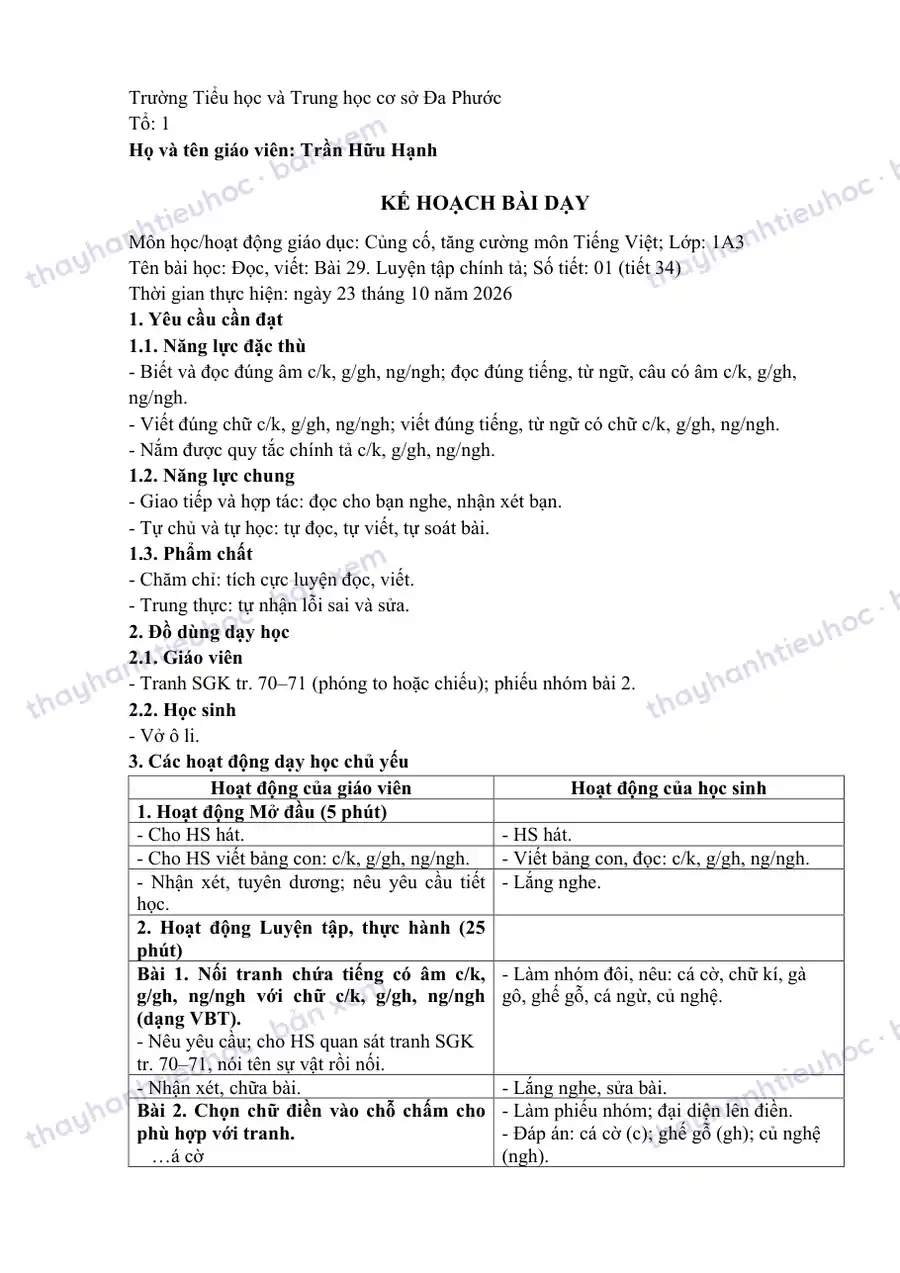 Trường Tiểu học và Trung học cơ sở Đa Phước
Tổ: 1
Họ và tên giáo viên: Trần Hữu Hạnh
KẾ HOẠCH BÀI DẠY
Môn học/hoạt động giáo dục: Củng cố, tăng cường môn Tiếng Việt; Lớp: 1A3
Tên bài học: Đọc, viết: Bài 29. Luyện tập chính tả; Số tiết: 01 (tiết 34)
Thời gian thực hiện: ngày 23 tháng 10 năm 2026
1. Yêu cầu cần đạt
1.1. Năng lực đặc thù
- Biết và đọc đúng âm c/k, g/gh, ng/ngh; đọc đúng tiếng, từ ngữ, câu có âm c/k, g/gh,
ng/ngh.
- Viết đúng chữ c/k, g/gh, ng/ngh; viết đúng tiếng, từ ngữ có chữ c/k, g/gh, ng/ngh.
- Nắm được quy tắc chính tả c/k, g/gh, ng/ngh.
1.2. Năng lực chung
- Giao tiếp và hợp tác: đọc cho bạn nghe, nhận xét bạn.
- Tự chủ và tự học: tự đọc, tự viết, tự soát bài.
1.3. Phẩm chất
- Chăm chỉ: tích cực luyện đọc, viết.
- Trung thực: tự nhận lỗi sai và sửa.
2. Đồ dùng dạy học
2.1. Giáo viên
- Tranh SGK tr. 70–71 (phóng to hoặc chiếu); phiếu nhóm bài 2.
2.2. Học sinh
- Vở ô li.
3. Các hoạt động dạy học chủ yếu
Hoạt động của giáo viên
Hoạt động của học sinh
1. Hoạt động Mở đầu (5 phút)
- Cho HS hát.
- HS hát.
- Cho HS viết bảng con: c/k, g/gh, ng/ngh.
- Viết bảng con, đọc: c/k, g/gh, ng/ngh.
- Nhận xét, tuyên dương; nêu yêu cầu tiết
học.
- Lắng nghe.
2. Hoạt động Luyện tập, thực hành (25
phút)
Bài 1. Nối tranh chứa tiếng có âm c/k,
g/gh, ng/ngh với chữ c/k, g/gh, ng/ngh
(dạng VBT).
- Nêu yêu cầu; cho HS quan sát tranh SGK
tr. 70–71, nói tên sự vật rồi nối.
- Làm nhóm đôi, nêu: cá cờ, chữ kí, gà
gô, ghế gỗ, cá ngừ, củ nghệ.
- Nhận xét, chữa bài.
- Lắng nghe, sửa bài.
Bài 2. Chọn chữ điền vào chỗ chấm cho
phù hợp với tranh.
…á cờ
- Làm phiếu nhóm; đại diện lên điền.
- Đáp án: cá cờ (c); ghế gỗ (gh); củ nghệ
(ngh).
thayhanhtieuhoc · bản xem
thayhanhtieuhoc · b
thayhanhtieuhoc · bản xem
thayhanhtieuhoc · b
thayhanhtieuhoc · bản xem
thayhanhtieuhoc · b